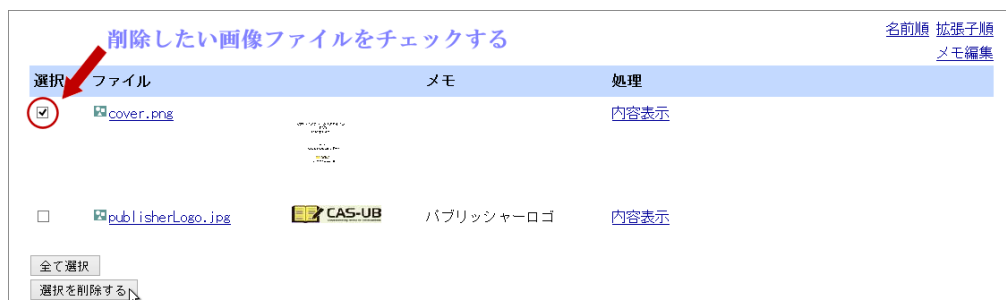 削除したい画像ファイルをチェックする
名前順 拡張子順
メモ編集
選択 ファイル メモ 処理
cover.png 内容表示
publisherLogo.jpg CAS-UB パブリッシャーロゴ 内容表示
全て選択
選択を削除する